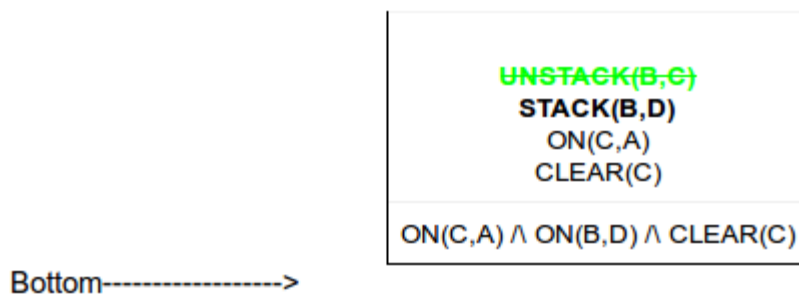 UNSTACK(B,C)
STACK(B,D)
ON(C,A)
CLEAR(C)
ON(C,A) /\ ON(B,D) /\ CLEAR(C)
Bottom------------------>